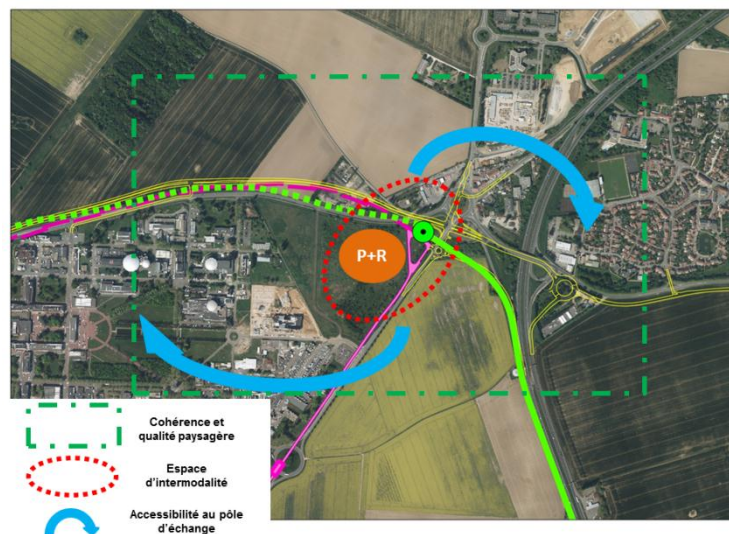 P+R
Cohérence et
qualité paysagère
Espace
d'intermodalité
Accessibilité au pôle
d'échange